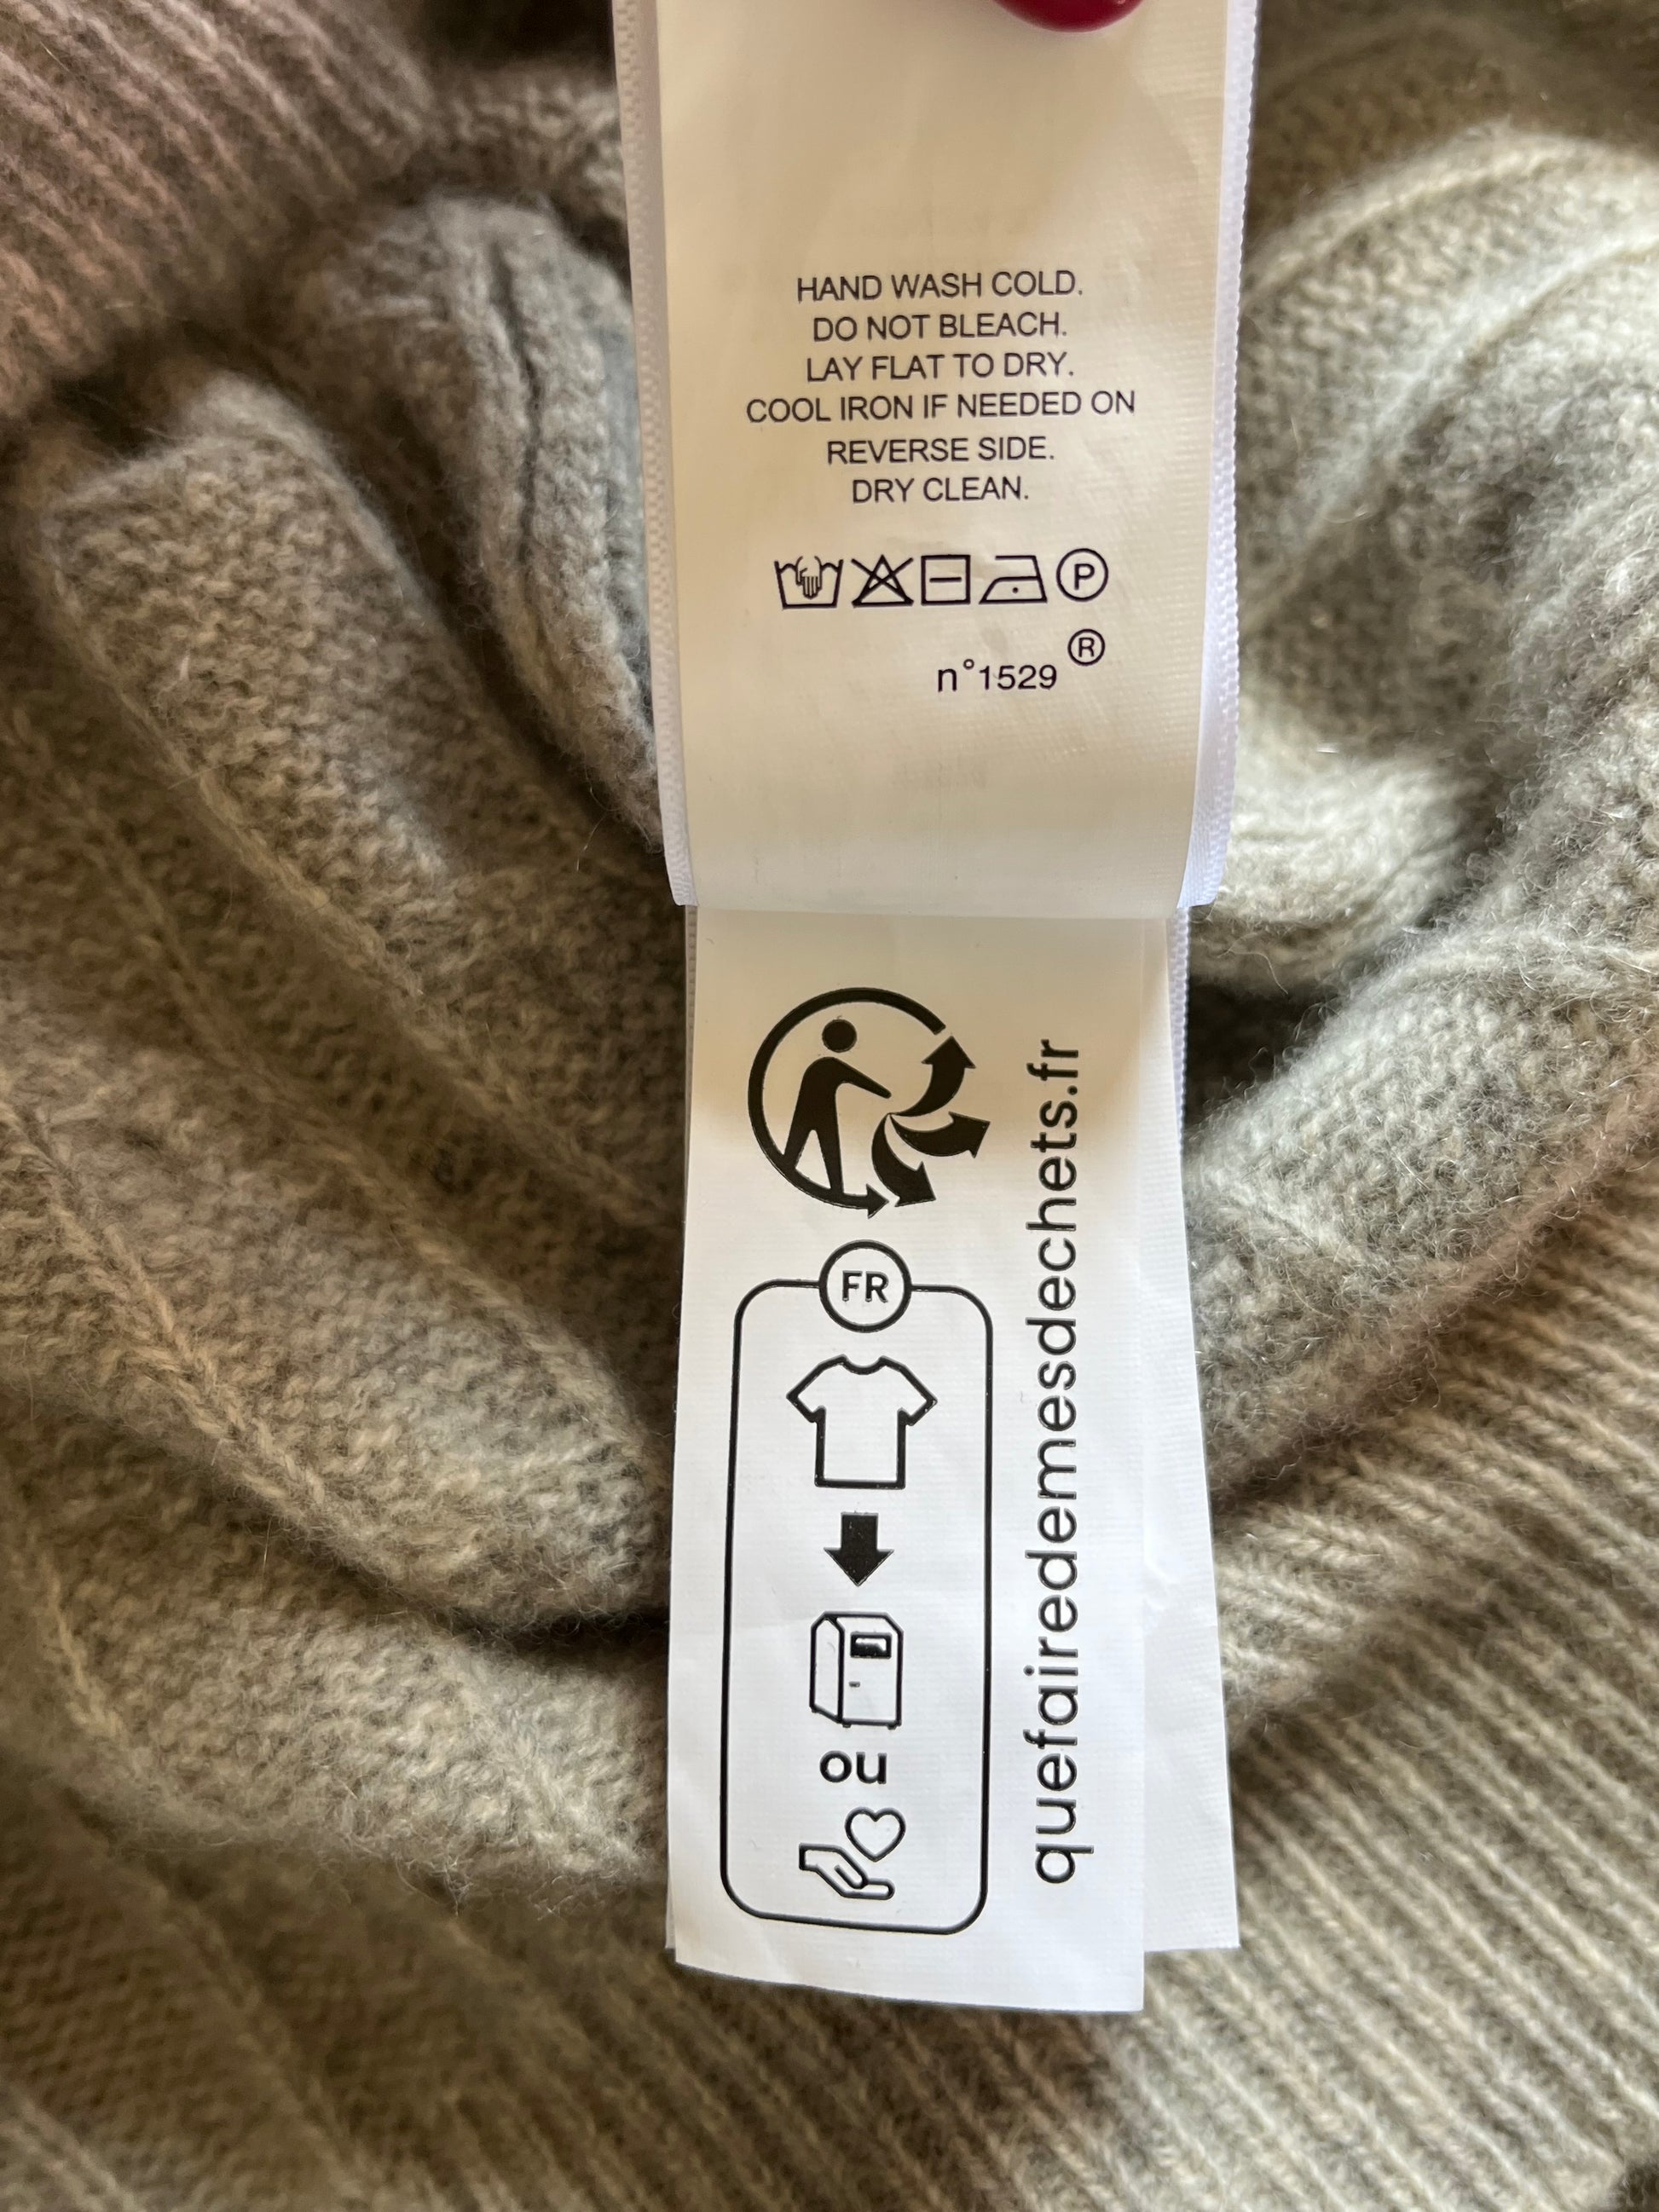 HAND WASH COLD.
DO NOT BLEACH.
LAY FLAT TO DRY.
COOL IRON IF NEEDED ON
REVERSE SIDE.
DRY CLEAN.
P
n°1529 ®
FR
ou
quefairedemesdechets.fr